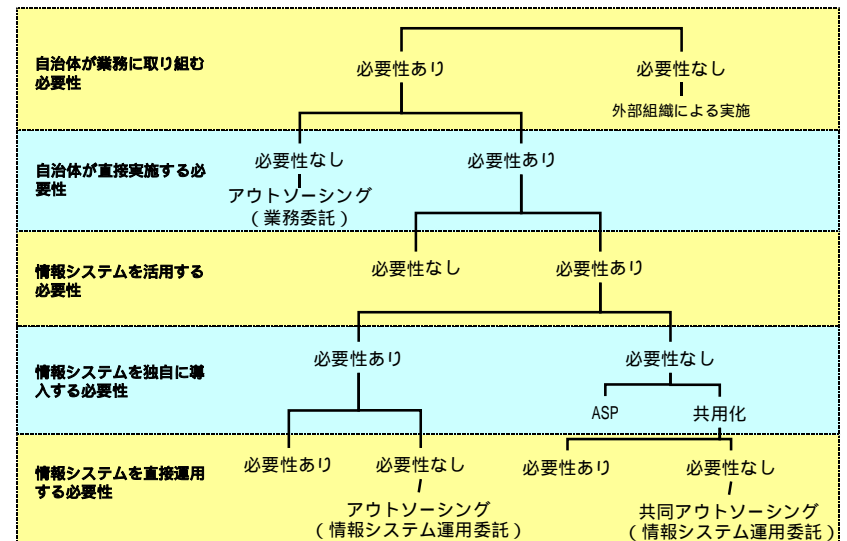 自治体が業務に取り組む
必要性
必要性あり
必要性なし
外部組織による実施
自治体が直接実施する必
要性
必要性なし
必要性あり
アウトソーシング
(業務委託)
情報システムを活用する
必要性
必要性なし
必要性あり
情報システムを独自に導
入する必要性
必要性あり
必要性なし
ASP
共用化
情報システムを直接運用
する必要性
必要性あり
必要性なし
必要性あり
必要性なし
アウトソーシング
(情報システム運用委託)
共同アウトソーシング
(情報システム運用委託)